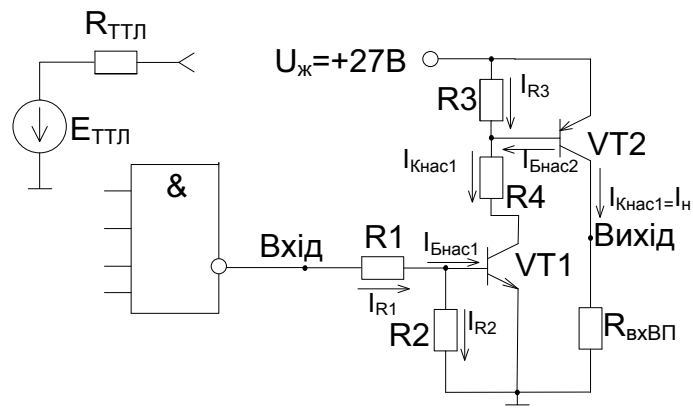 RТТЛ
EТТЛ
Uж=+27В
R3
IR3
VT2
IКнас1
IБнас2
R4
IКнас1=Iн
&
Вхід
R1
IБнас1
VT1
Вихід
IR1
R2
IR2
RвхВП